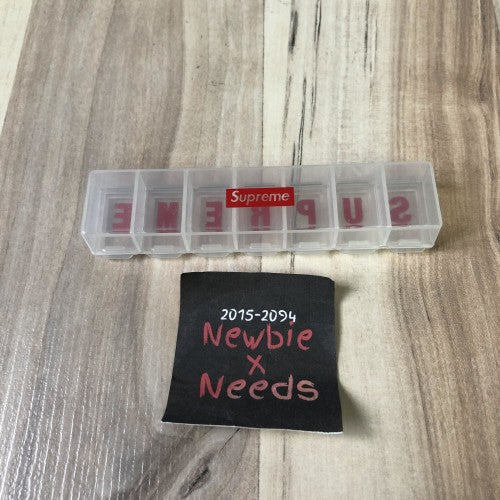 Supreme
SUPREME
2015-2094
Newbie
x
Needs